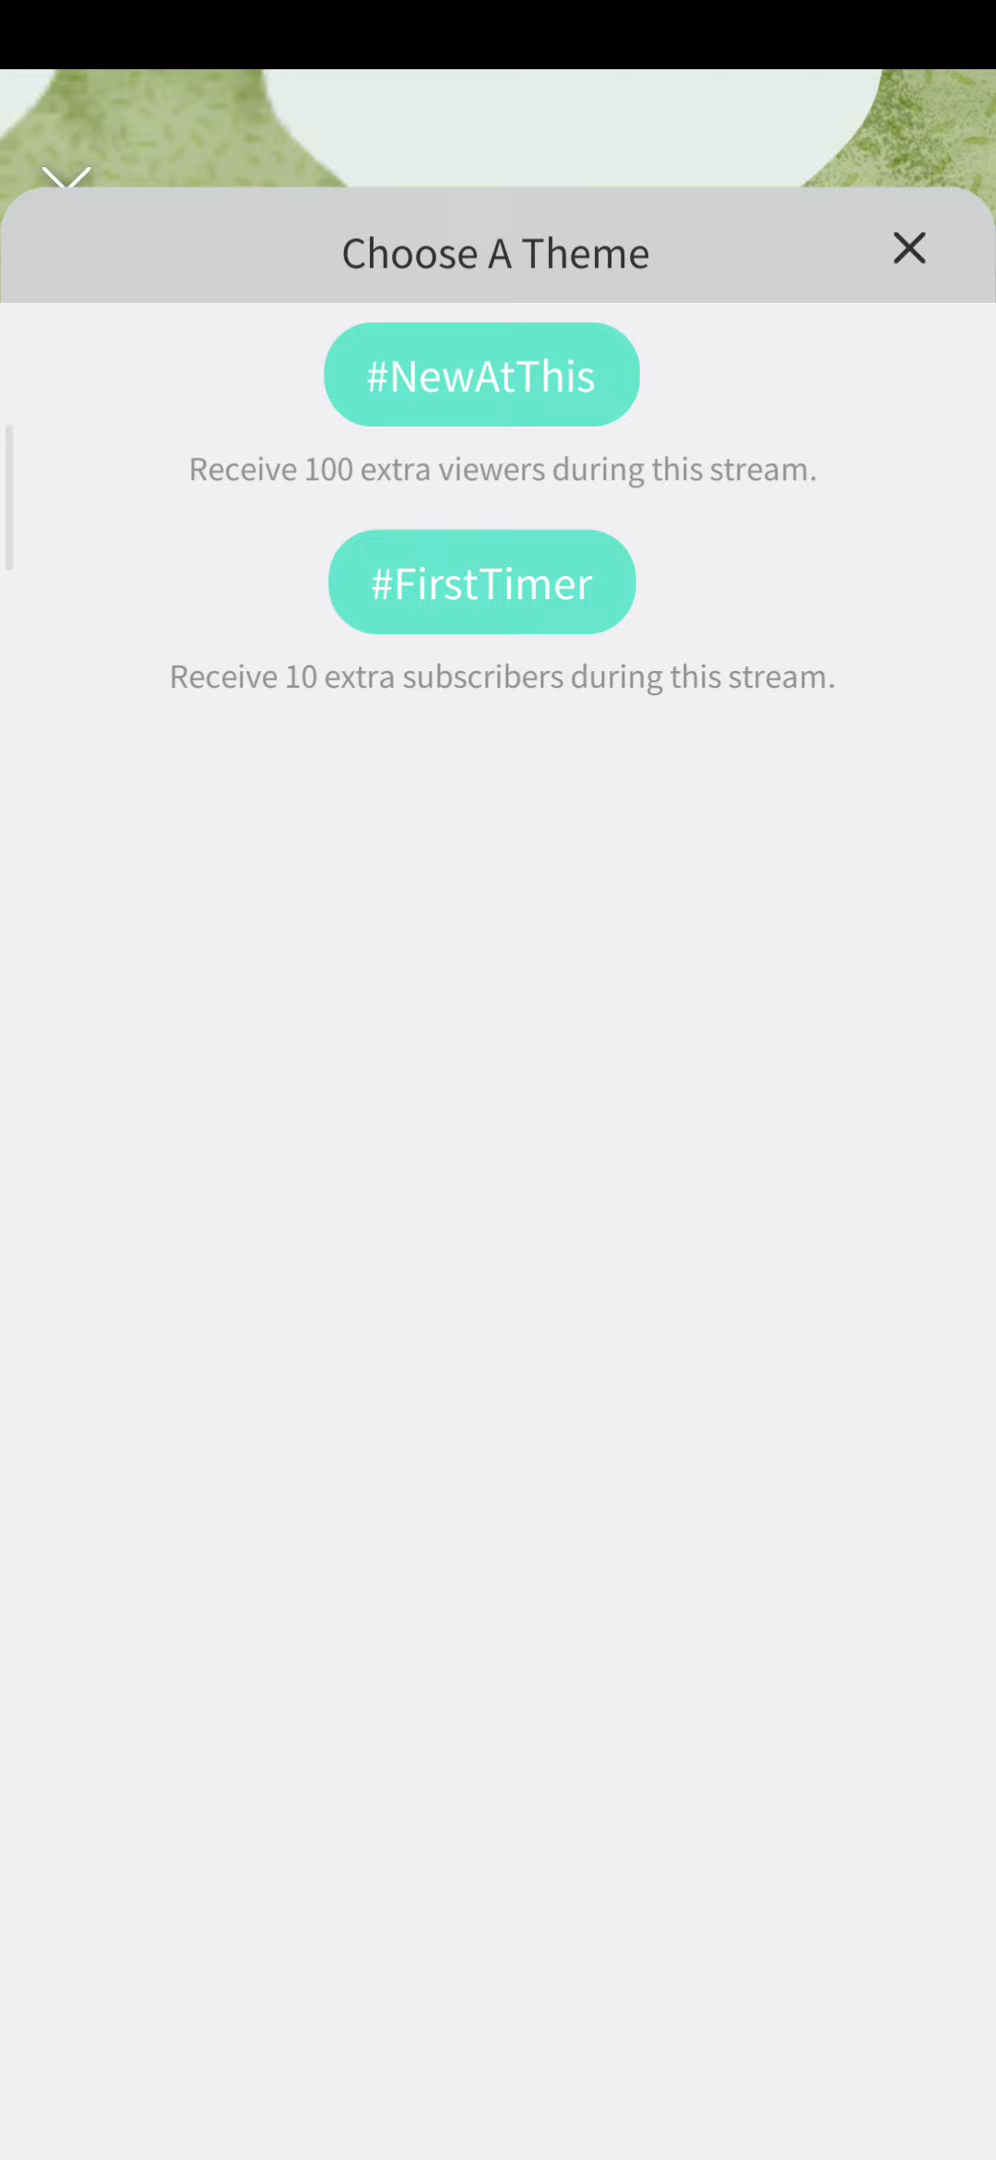 Choose A Theme
#NewAtThis
Receive 100 extra viewers during this stream.
#FirstTimer
Receive 10 extra subscribers during this stream.